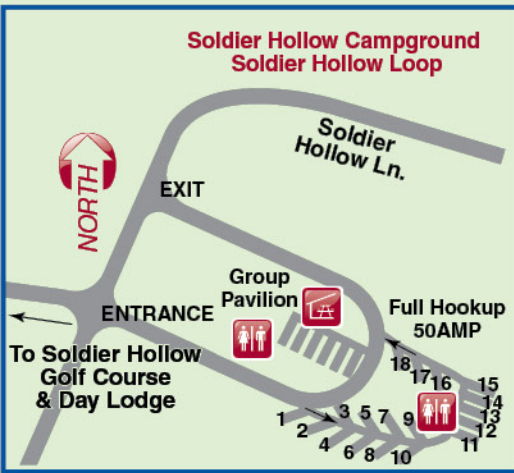 Soldier Hollow Campground
Soldier Hollow Loop
Soldier
Hollow Ln.
NORTH
EXIT
Group
Pavilion
ENTRANCE
Full Hookup
50AMP
To Soldier Hollow
Golf Course
& Day Lodge
1
2
3
4
5
6
7
8
9
10
11
12
13
14
15
16
17
18